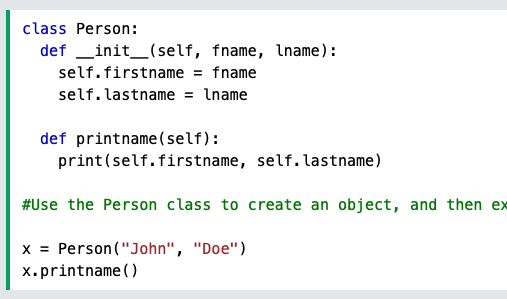 class Person:
  def __init__(self, fname, lname):
    self.firstname = fname
    self.lastname = lname

  def printname(self):
    print(self.firstname, self.lastname)

#Use the Person class to create an object, and then ex

x = Person("John", "Doe")
x.printname()